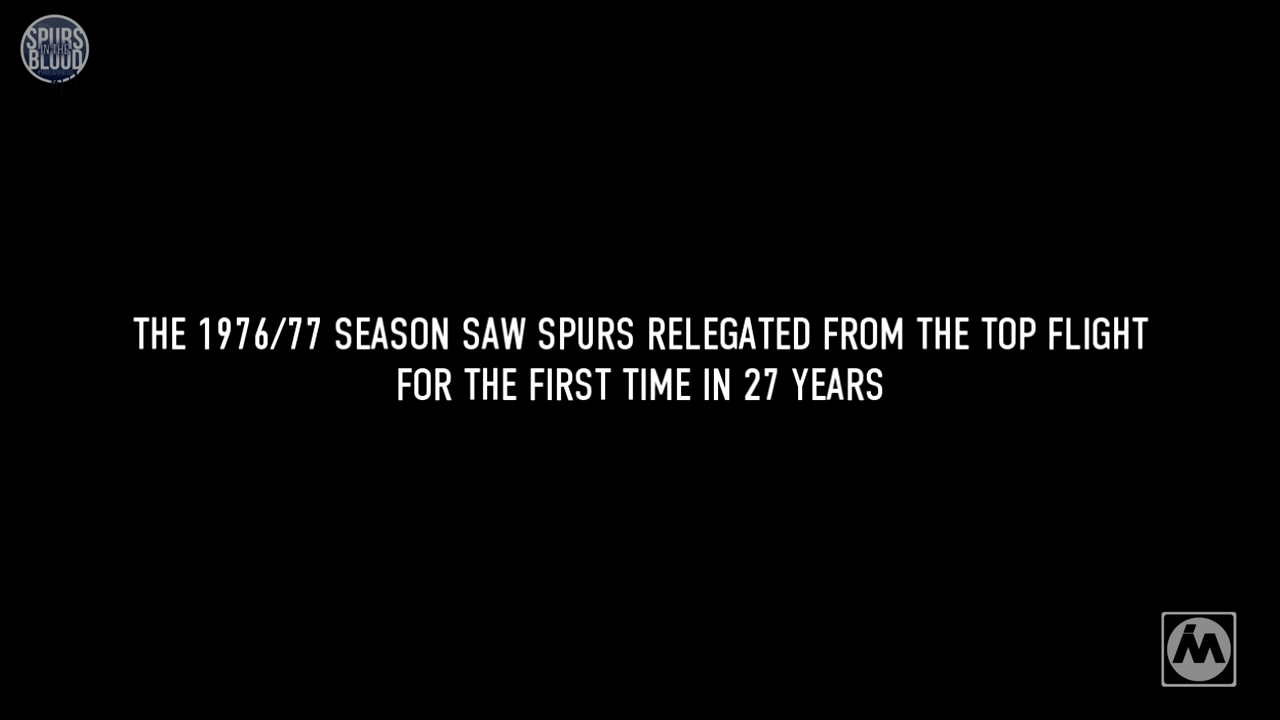 SPURS
IN THE
BLOOD
THE 1976/77 SEASON SAW SPURS RELEGATED FROM THE TOP FLIGHT
FOR THE FIRST TIME IN 27 YEARS